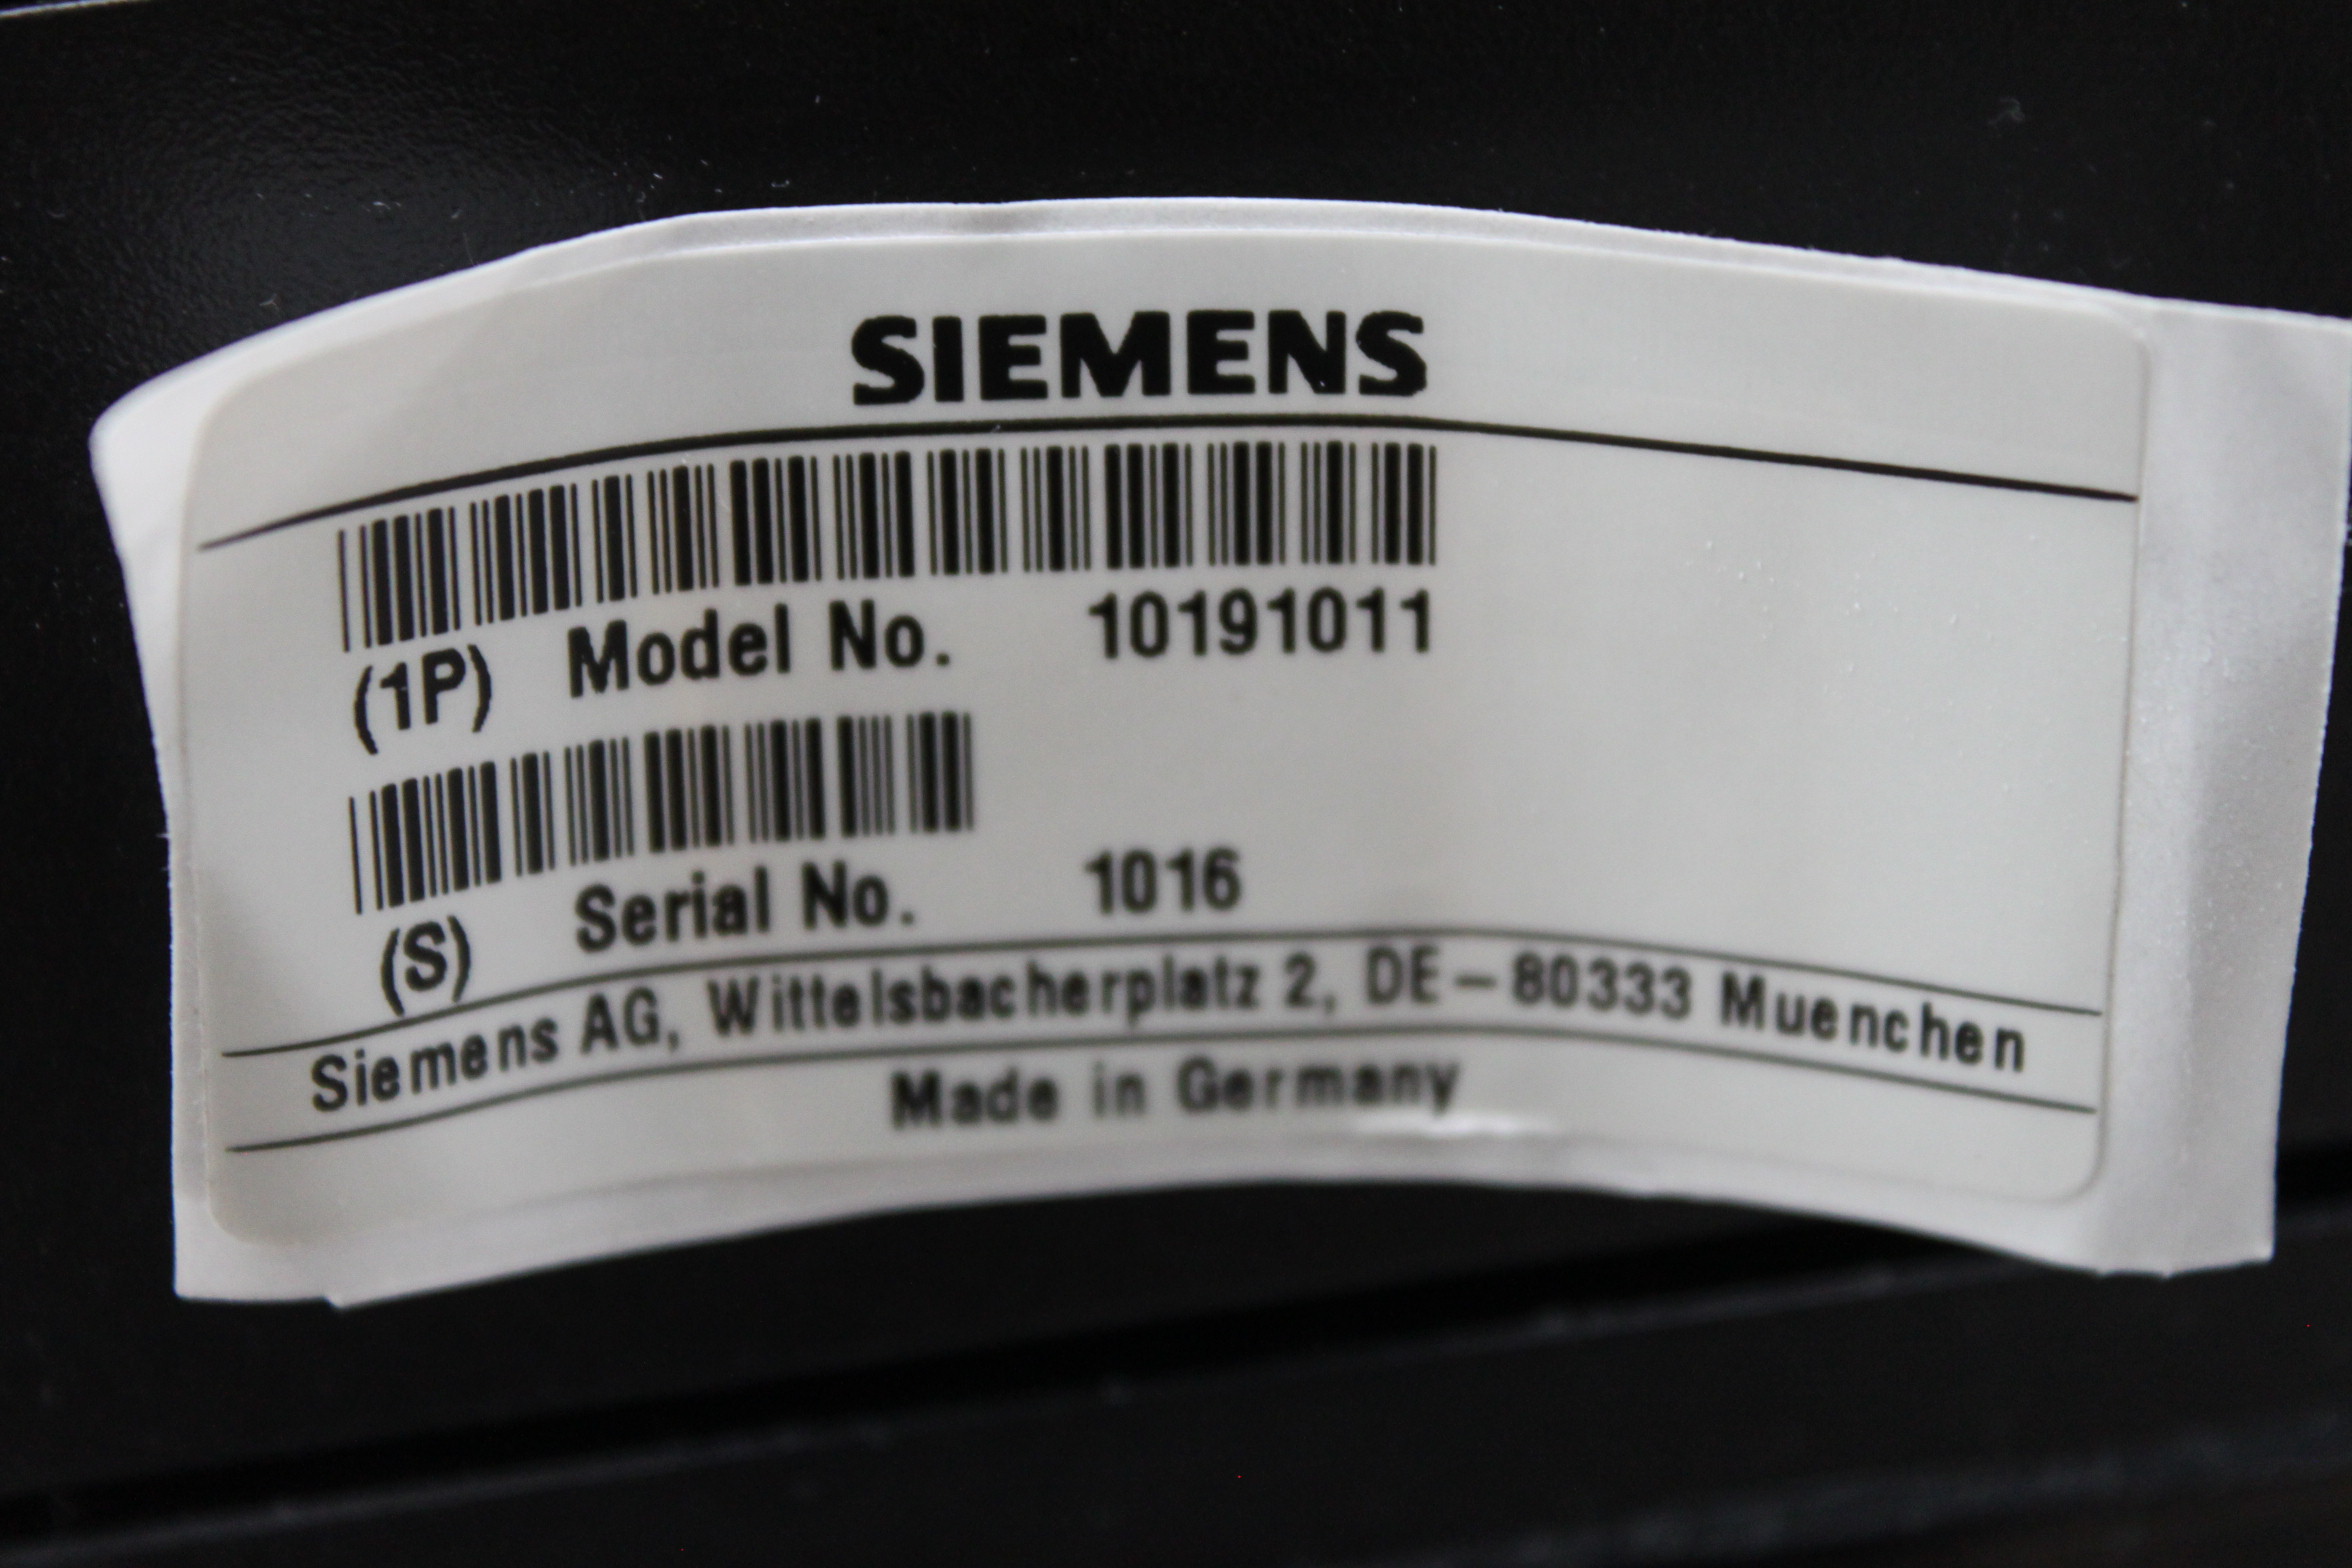 SIEMENS
(1P) Model No. 10191011
(S) Serial No. 1016
Siemens AG, Wittelsbacherplatz 2, DE-80333 Muenchen
Made in Germany